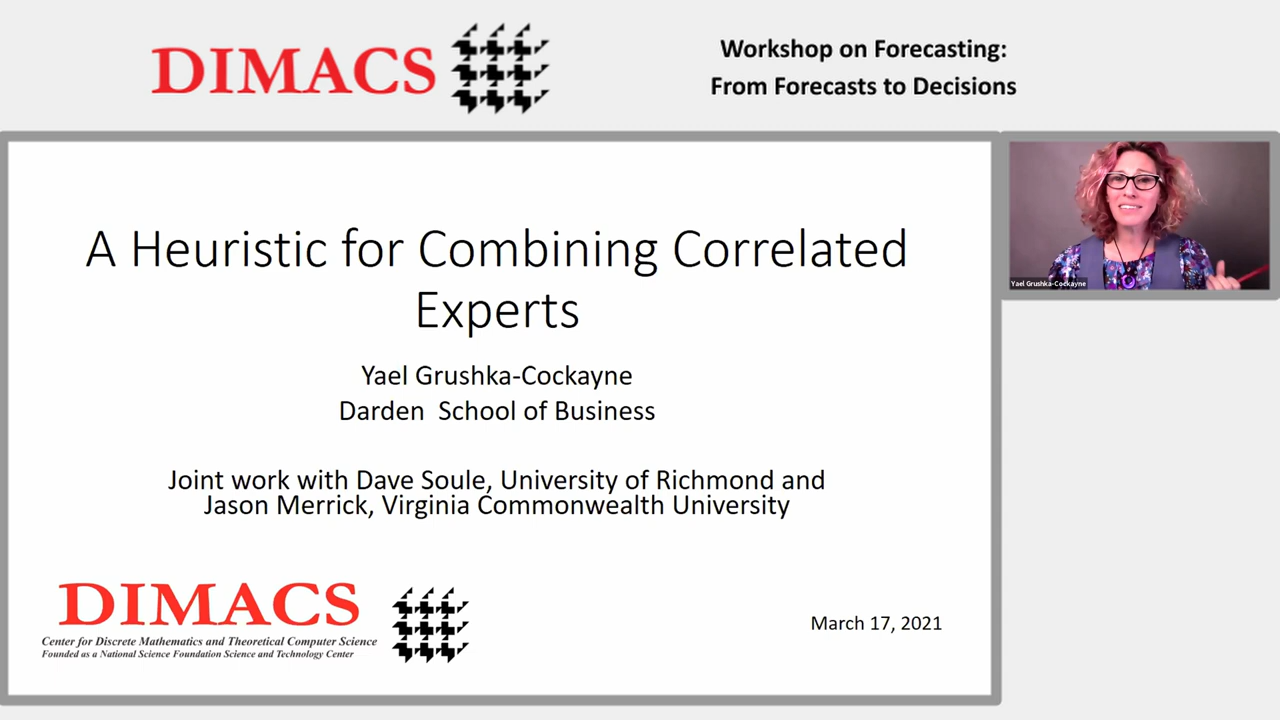 DIMACS
Workshop on Forecasting:
From Forecasts to Decisions
A Heuristic for Combining Correlated
Experts
Yael Grushka-Cockayne
Darden School of Business
Joint work with Dave Soule, University of Richmond and
Jason Merrick, Virginia Commonwealth University
DIMACS
Center for Discrete Mathematics and Theoretical Computer Science
Founded as a National Science Foundation Science and Technology Center
March 17, 2021
Yael Grushka-Cockayne